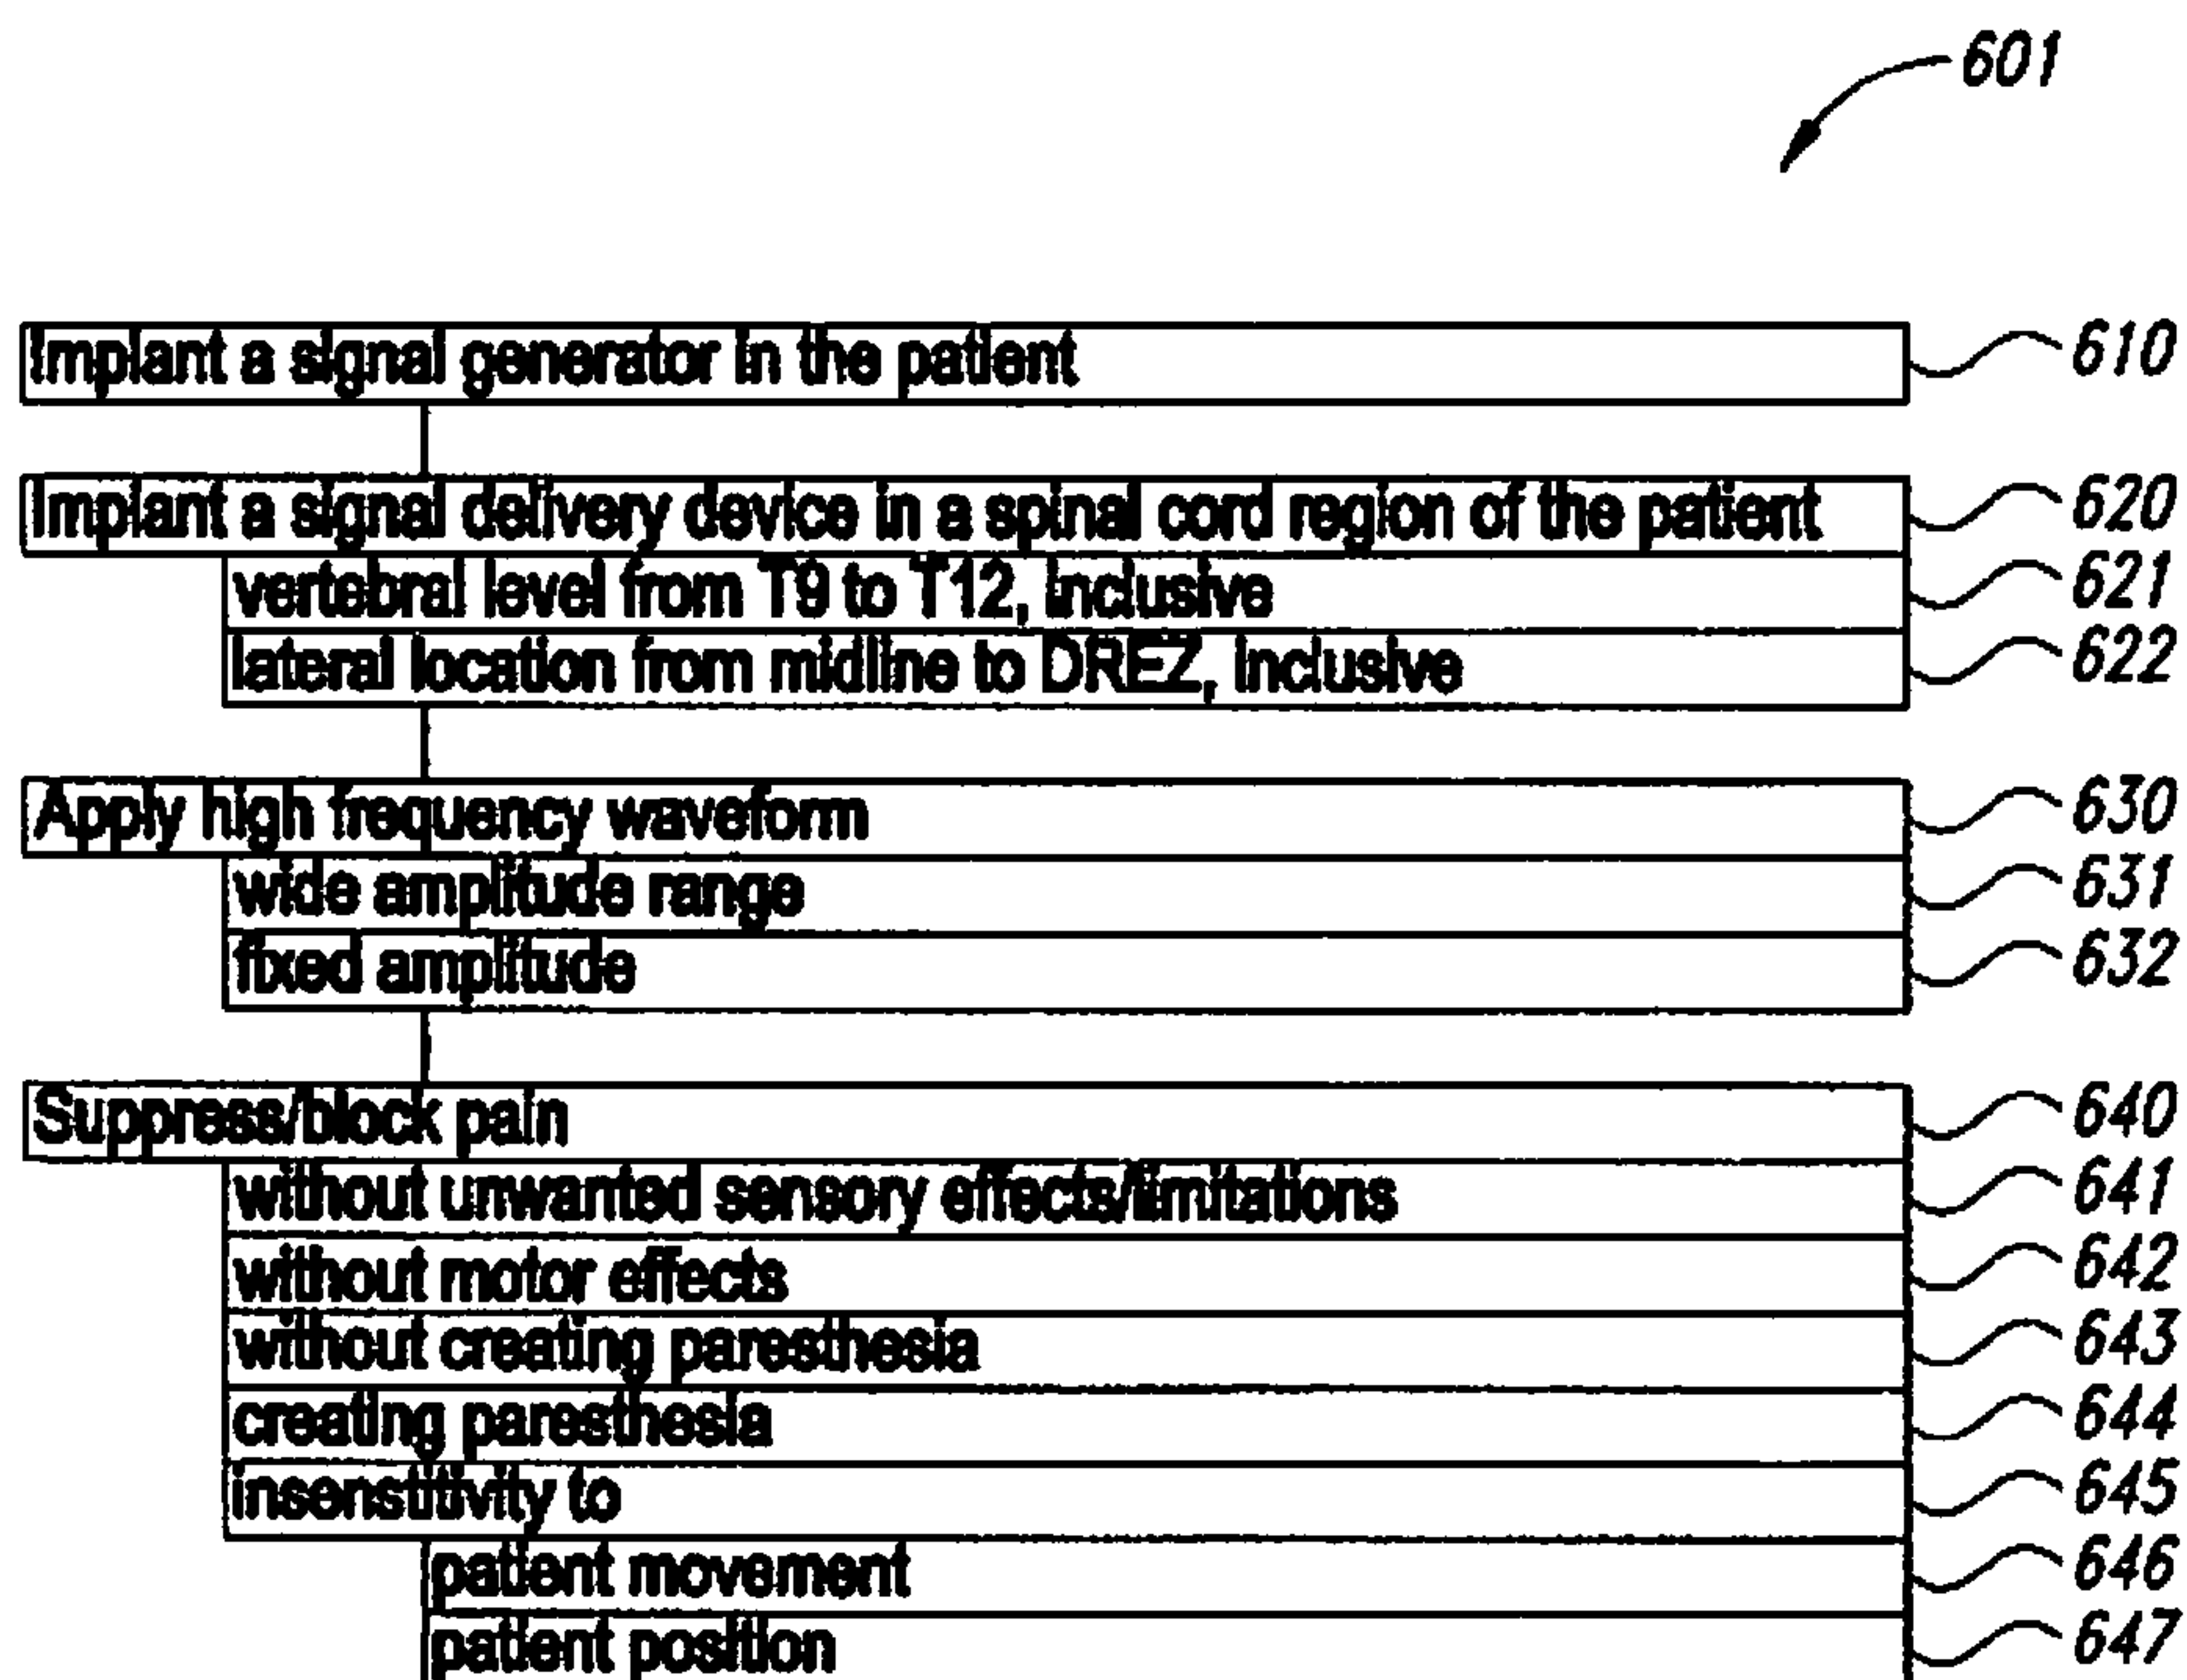 601
Implant a signal generator in the patient 610
Implant a signal delivery device in a spinal cord region of the patient 620
vertebral level from T9 to T12, inclusive 621
lateral location from midline to DREZ, inclusive 622
Apply high frequency waveform 630
wide amplitude range 631
fixed amplitude 632
Suppress/block pain 640
without unwanted sensory effects/limitations 641
without motor effects 642
without creating paresthesia 643
creating paresthesia 644
insenstitivity to 645
patient movement 646
patient position 647